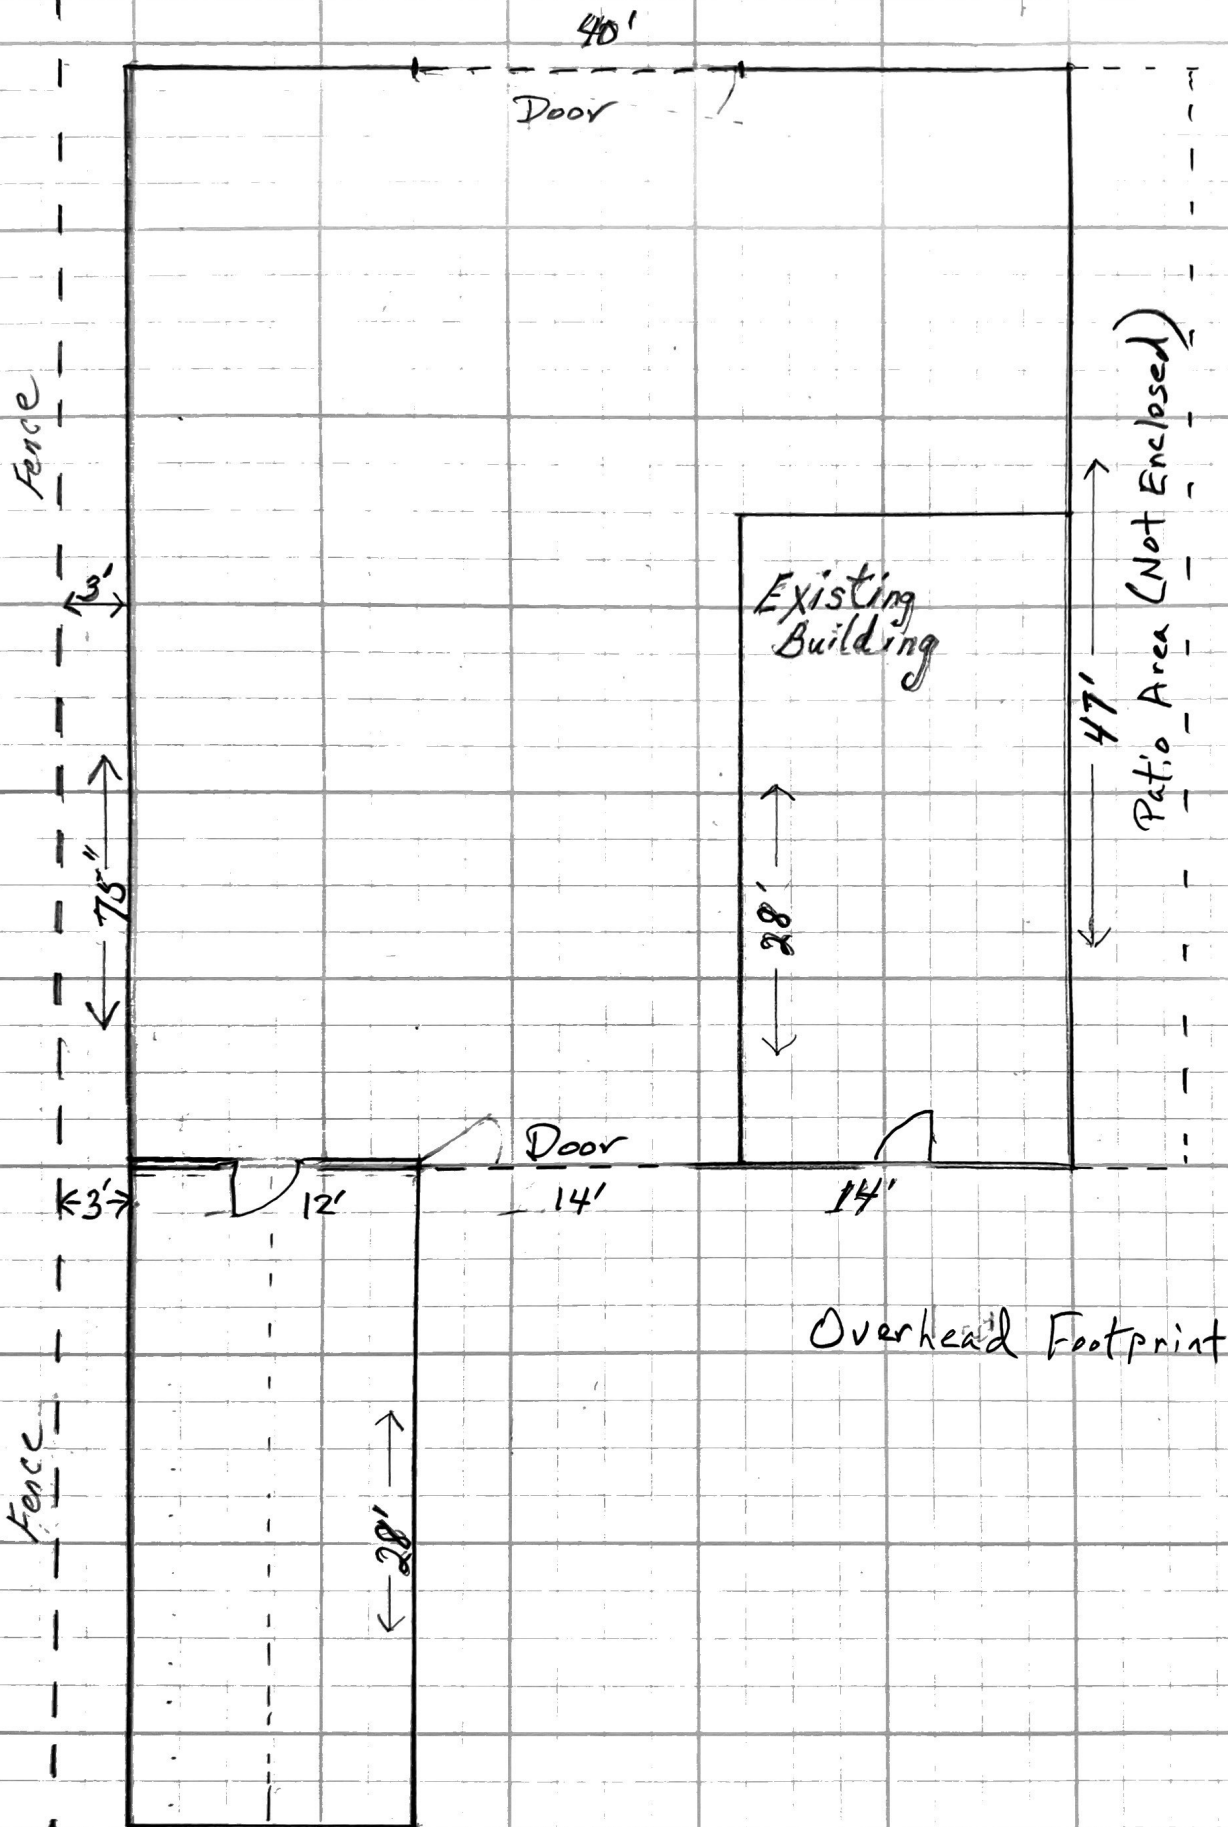 40'
Door
Fence
Patio Area (Not Enclosed)
3'
Existing
Building
47'
75"
28'
Door
3'
12'
14'
14'
Overhead Footprint
Fence
28'